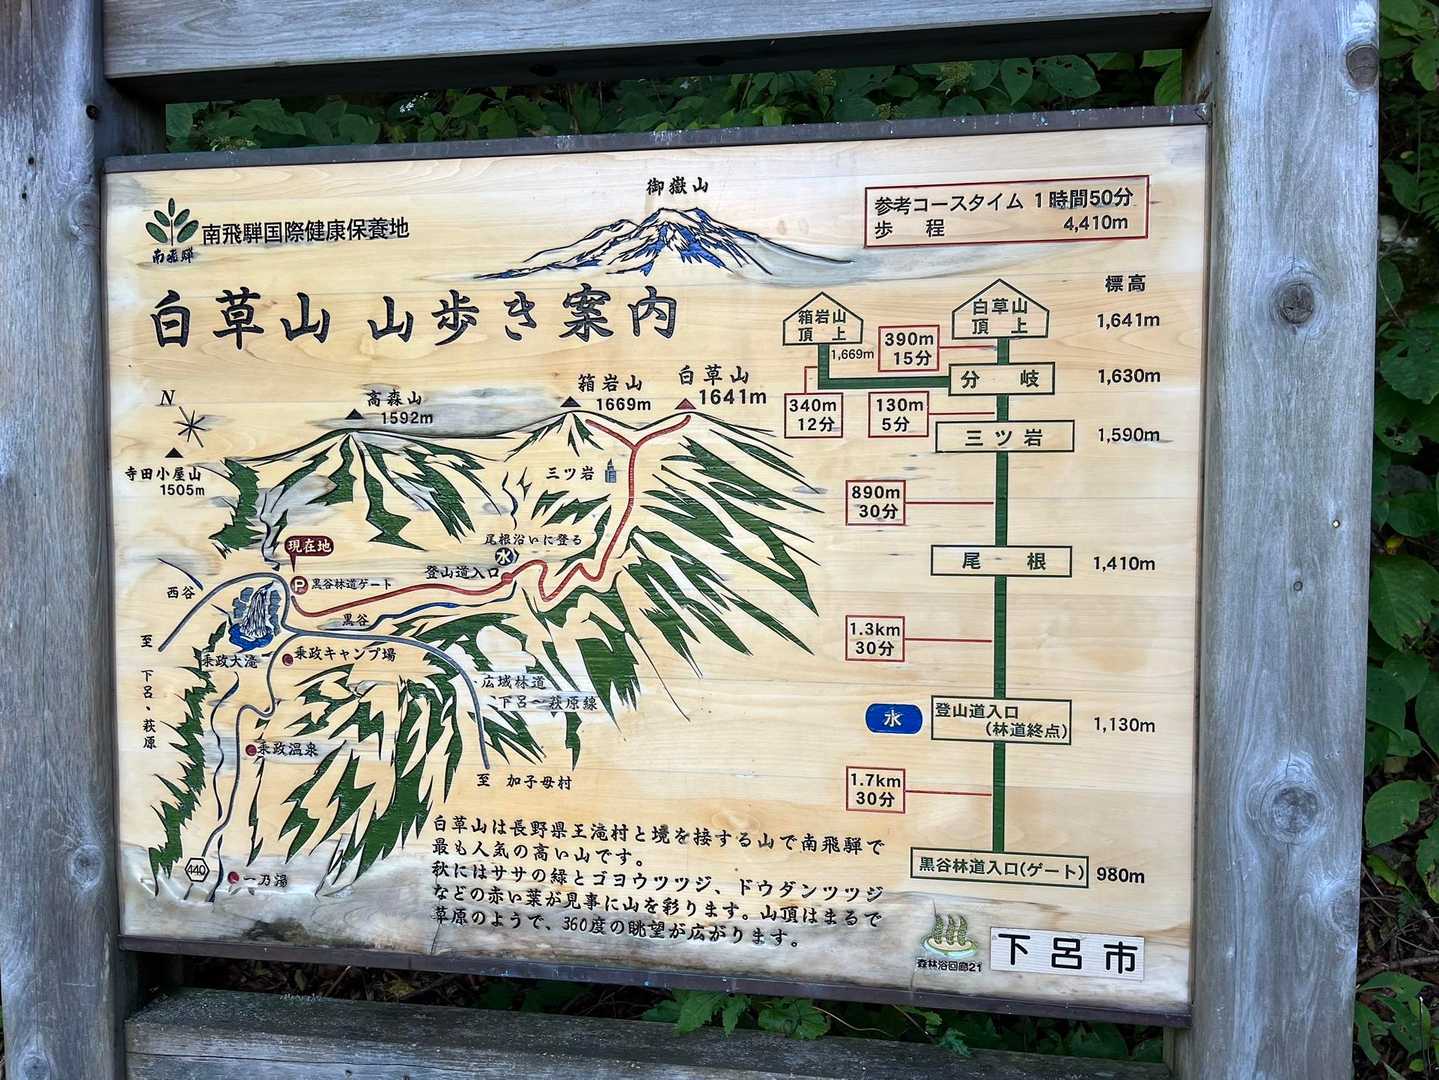 御嶽山
南飛騨国際健康保養地
南飛騨
白草山 山歩き案内
参考コースタイム 1時間50分
歩程 4,410m
標高
箱岩山
頂上
1,669m
白草山
頂上
1,641m
390m
15分
分岐
1,630m
340m
12分
130m
5分
三ツ岩
1,590m
890m
30分
尾根
1,410m
1.3km
30分
水
登山道入口
(林道終点)
1,130m
1.7km
30分
黒谷林道入口(ゲート)
980m
N
高森山
1592m
箱岩山
1669m
白草山
1641m
寺田小屋山
1505m
三ツ岩
尾根沿いに登る
水
登山道入口
現在地
P
黒谷林道ゲート
西谷
黒谷
至
下呂・萩原
乗政大滝
乗政キャンプ場
広域林道
下呂〜萩原線
乗政温泉
至 加子母村
440
一乃湯
白草山は長野県王滝村と境を接する山で南飛騨で
最も人気の高い山です。
秋にはササの緑とゴヨウツツジ、ドウダンツツジ
などの赤い葉が見事に山を彩ります。山頂はまるで
草原のようで、360度の眺望が広がります。
森林浴回廊21
下呂市